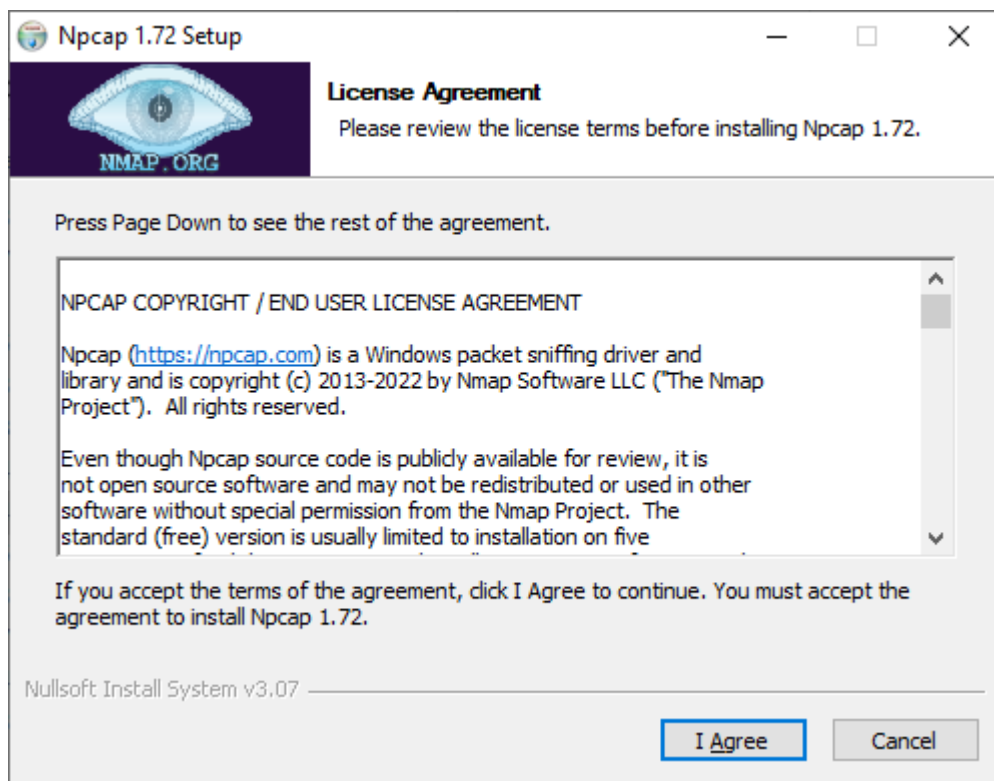 Npcap 1.72 Setup
NMAP.ORG
License Agreement
Please review the license terms before installing Npcap 1.72.
Press Page Down to see the rest of the agreement.
NPCAP COPYRIGHT / END USER LICENSE AGREEMENT
Npcap (https://npcap.com) is a Windows packet sniffing driver and
library and is copyright (c) 2013-2022 by Nmap Software LLC ("The Nmap
Project").  All rights reserved.
Even though Npcap source code is publicly available for review, it is
not open source software and may not be redistributed or used in other
software without special permission from the Nmap Project.  The
standard (free) version is usually limited to installation on five
If you accept the terms of the agreement, click I Agree to continue. You must accept the
agreement to install Npcap 1.72.
Nullsoft Install System v3.07
I Agree
Cancel